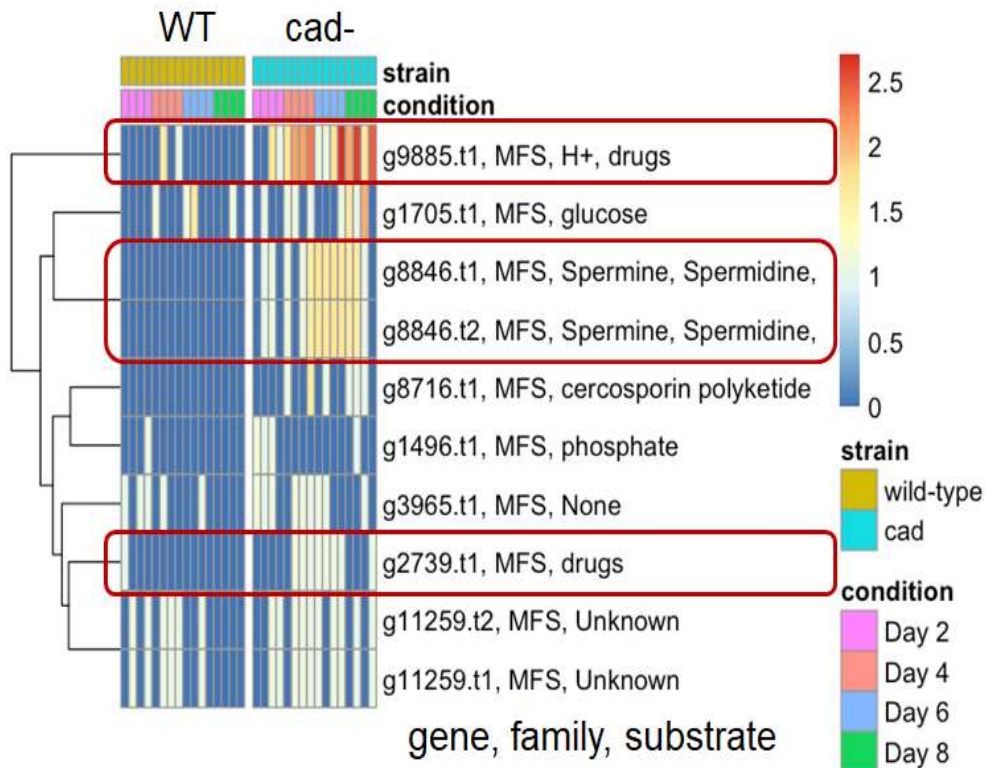 WT cad-
strain
condition
g9885.t1, MFS, H+, drugs
g1705.t1, MFS, glucose
g8846.t1, MFS, Spermine, Spermidine,
g8846.t2, MFS, Spermine, Spermidine,
g8716.t1, MFS, cercosporin polyketide
g1496.t1, MFS, phosphate
g3965.t1, MFS, None
g2739.t1, MFS, drugs
g11259.t2, MFS, Unknown
g11259.t1, MFS, Unknown
gene, family, substrate
2.5
2
1.5
1
0.5
0
strain
wild-type
cad
condition
Day 2
Day 4
Day 6
Day 8